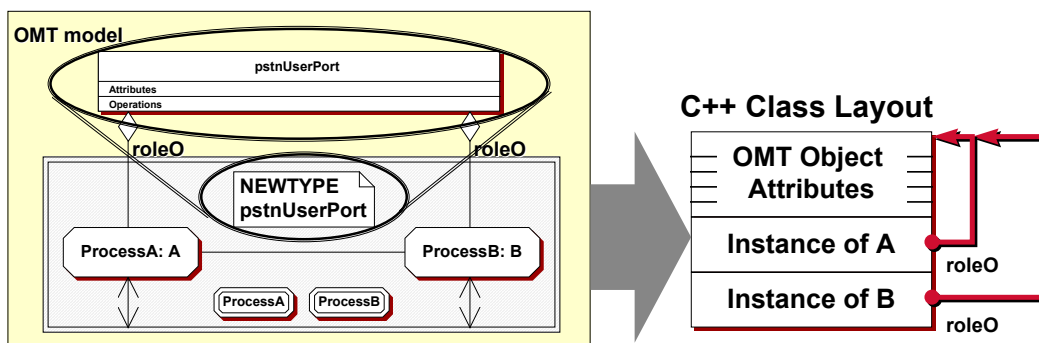 OMT model
pstnUserPort
Attributes
Operations
roleO
roleO
NEWTYPE
pstnUserPort
ProcessA: A
ProcessB: B
ProcessA
ProcessB
C++ Class Layout
OMT Object
Attributes
Instance of A
roleO
Instance of B
roleO